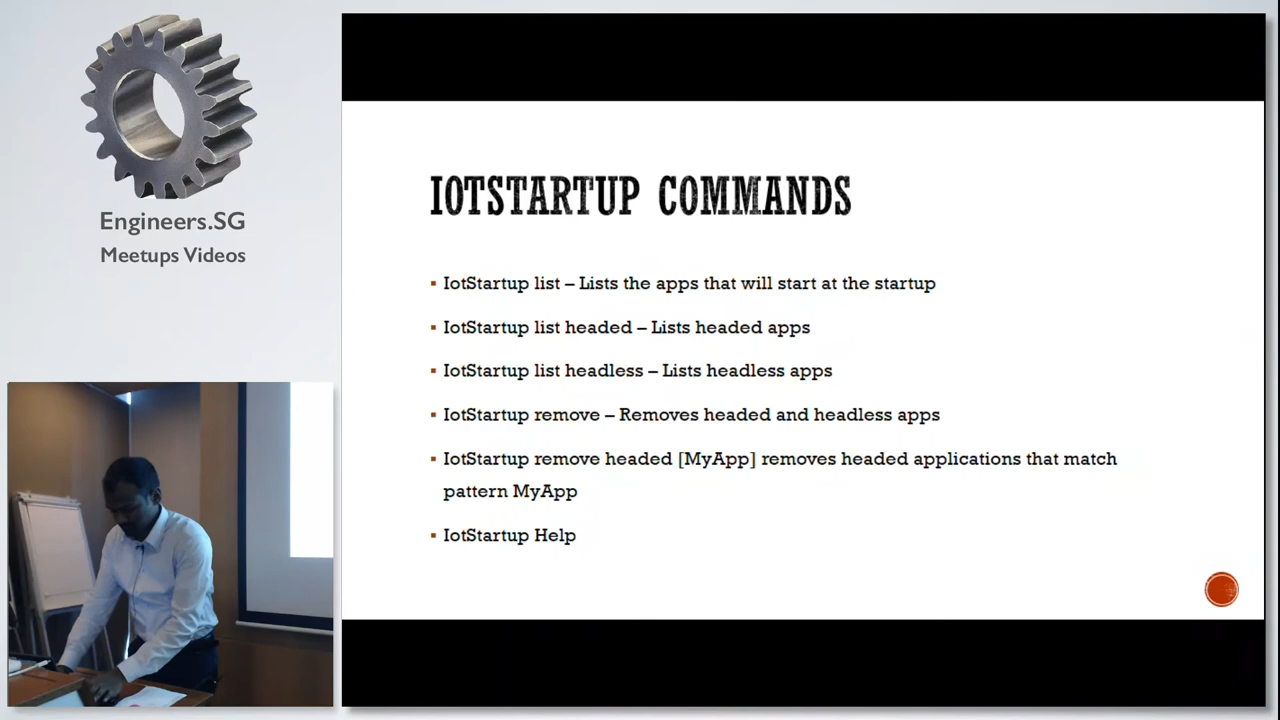 Engineers.SG
Meetups Videos
IOTSTARTUP COMMANDS
▪ IotStartup list – Lists the apps that will start at the startup
▪ IotStartup list headed – Lists headed apps
▪ IotStartup list headless – Lists headless apps
▪ IotStartup remove – Removes headed and headless apps
▪ IotStartup remove headed [MyApp] removes headed applications that match
pattern MyApp
▪ IotStartup Help